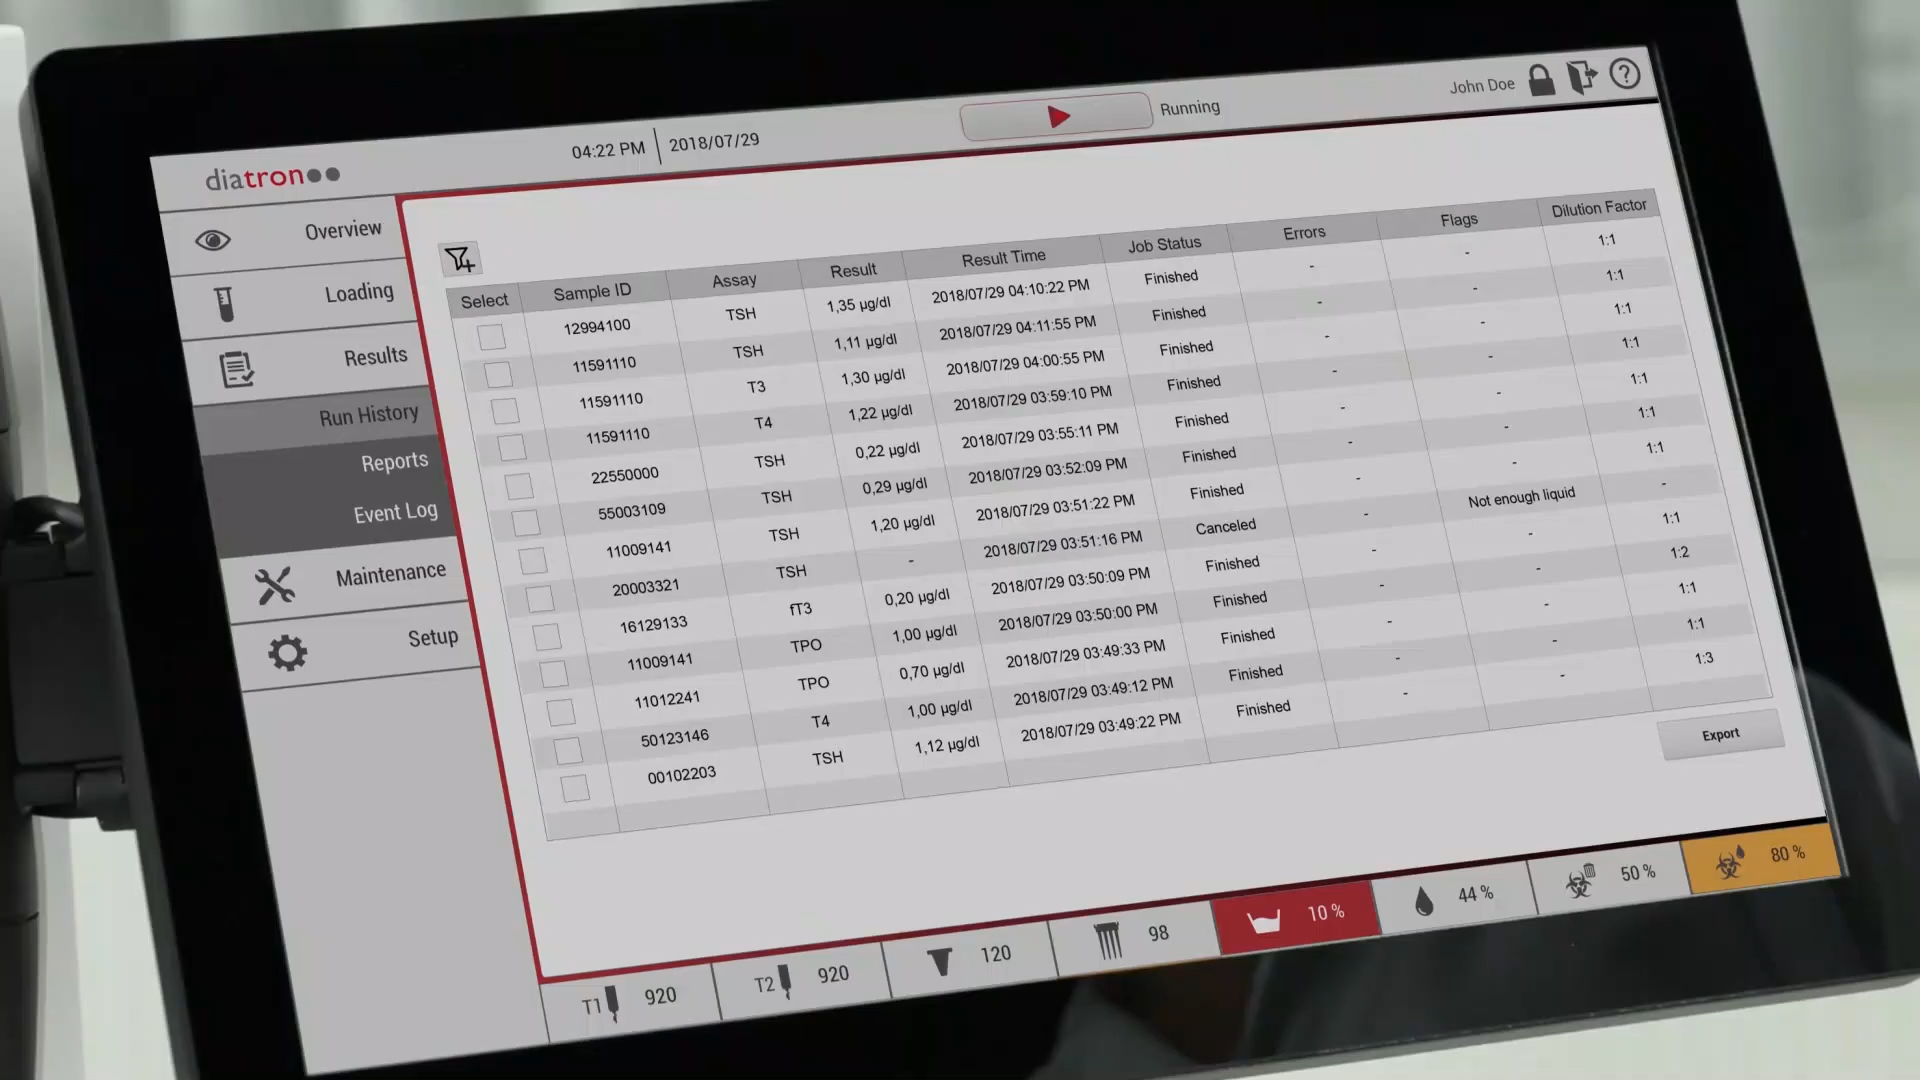 diatron
04:22 PM | 2018/07/29
Running
John Doe
Overview
Loading
Results
Run History
Reports
Event Log
Maintenance
Setup
Select Sample ID Assay Result Result Time Job Status Errors Flags Dilution Factor
12994100 TSH 1,35 µg/dl 2018/07/29 04:10:22 PM Finished - - 1:1
11591110 TSH 1,11 µg/dl 2018/07/29 04:11:55 PM Finished - - 1:1
11591110 T3 1,30 µg/dl 2018/07/29 04:00:55 PM Finished - - 1:1
11591110 T4 1,22 µg/dl 2018/07/29 03:59:10 PM Finished - - 1:1
22550000 TSH 0,22 µg/dl 2018/07/29 03:55:11 PM Finished - - 1:1
55003109 TSH 0,29 µg/dl 2018/07/29 03:52:09 PM Finished - - 1:1
11009141 TSH 1,20 µg/dl 2018/07/29 03:51:22 PM Finished - - 1:1
20003321 TSH - 2018/07/29 03:51:16 PM Canceled - Not enough liquid -
16129133 fT3 0,20 µg/dl 2018/07/29 03:50:09 PM Finished - - 1:1
11009141 TPO 1,00 µg/dl 2018/07/29 03:50:00 PM Finished - - 1:2
11012241 TPO 0,70 µg/dl 2018/07/29 03:49:33 PM Finished - - 1:1
50123146 T4 1,00 µg/dl 2018/07/29 03:49:12 PM Finished - - 1:1
00102203 TSH 1,12 µg/dl 2018/07/29 03:49:22 PM Finished - - 1:3
Export
T1 920
T2 920
120
98
10 %
44 %
50 %
80 %